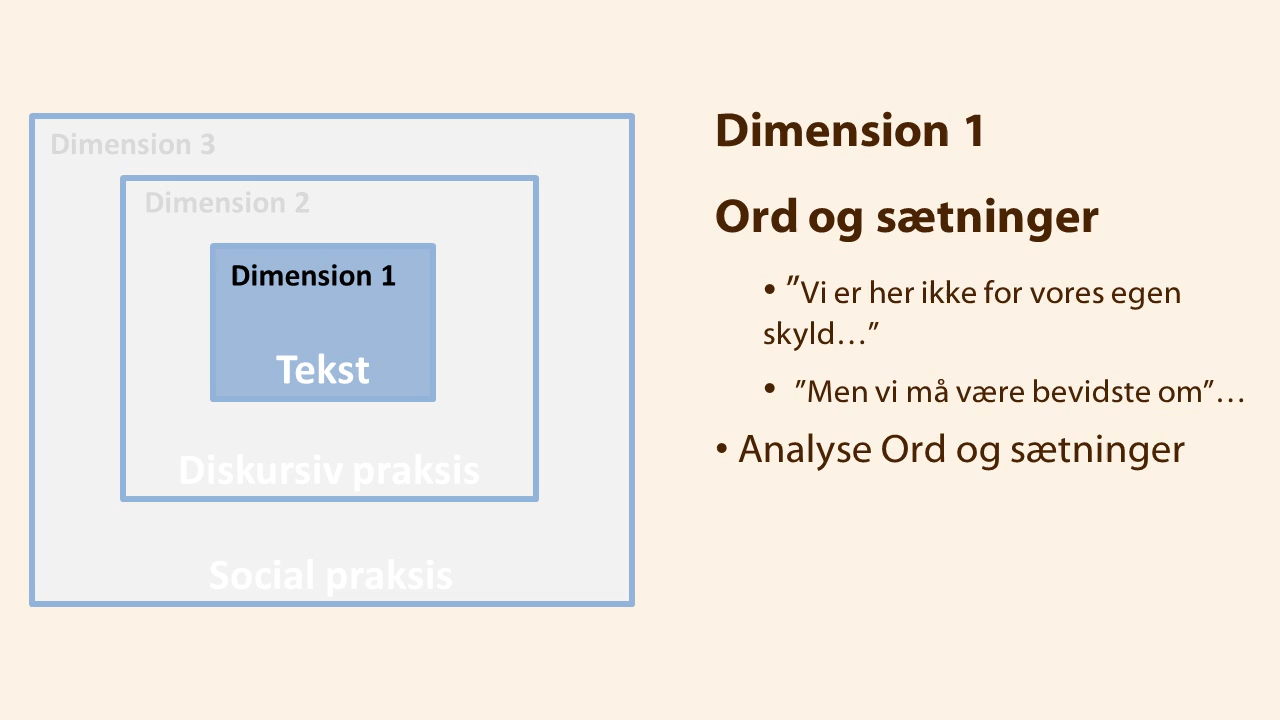 Dimension 3
Dimension 2
Dimension 1
Tekst
Diskursiv praksis
Social praksis
Dimension 1
Ord og sætninger
• ”Vi er her ikke for vores egen
skyld…”
• ”Men vi må være bevidste om”…
• Analyse Ord og sætninger